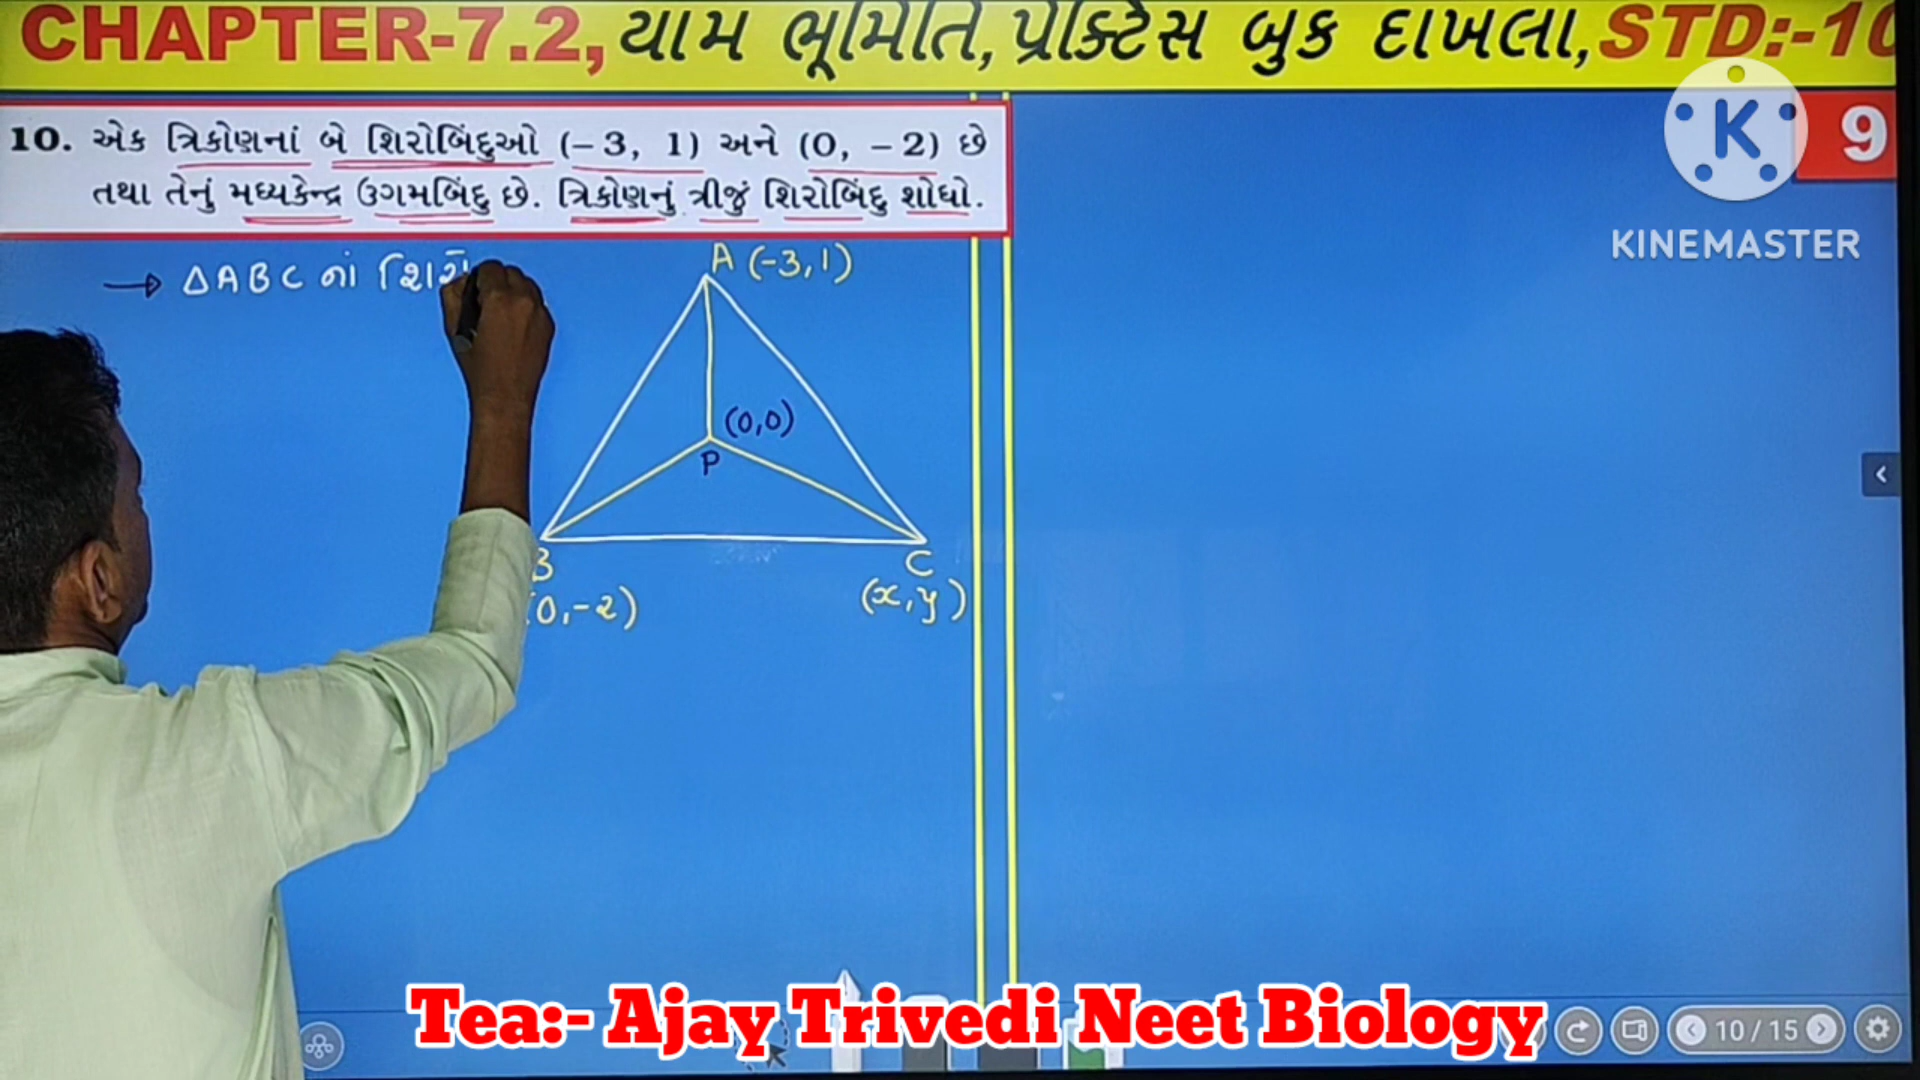 CHAPTER-7.2, યામ ભૂમિતિ, પ્રેક્ટિસ બુક દાખલા, STD:-10
9
KINEMASTER
10. એક ત્રિકોણનાં બે શિરોબિંદુઓ (– 3, 1) અને (0, – 2) છે
તથા તેનું મધ્યકેન્દ્ર ઉગમબિંદુ છે. ત્રિકોણનું ત્રીજું શિરોબિંદુ શોધો.
→ ΔABC નાં
A (-3,1)
(0,0)
P
B
C
(0,-2)
(x,y)
Tea:- Ajay Trivedi Neet Biology
10 / 15